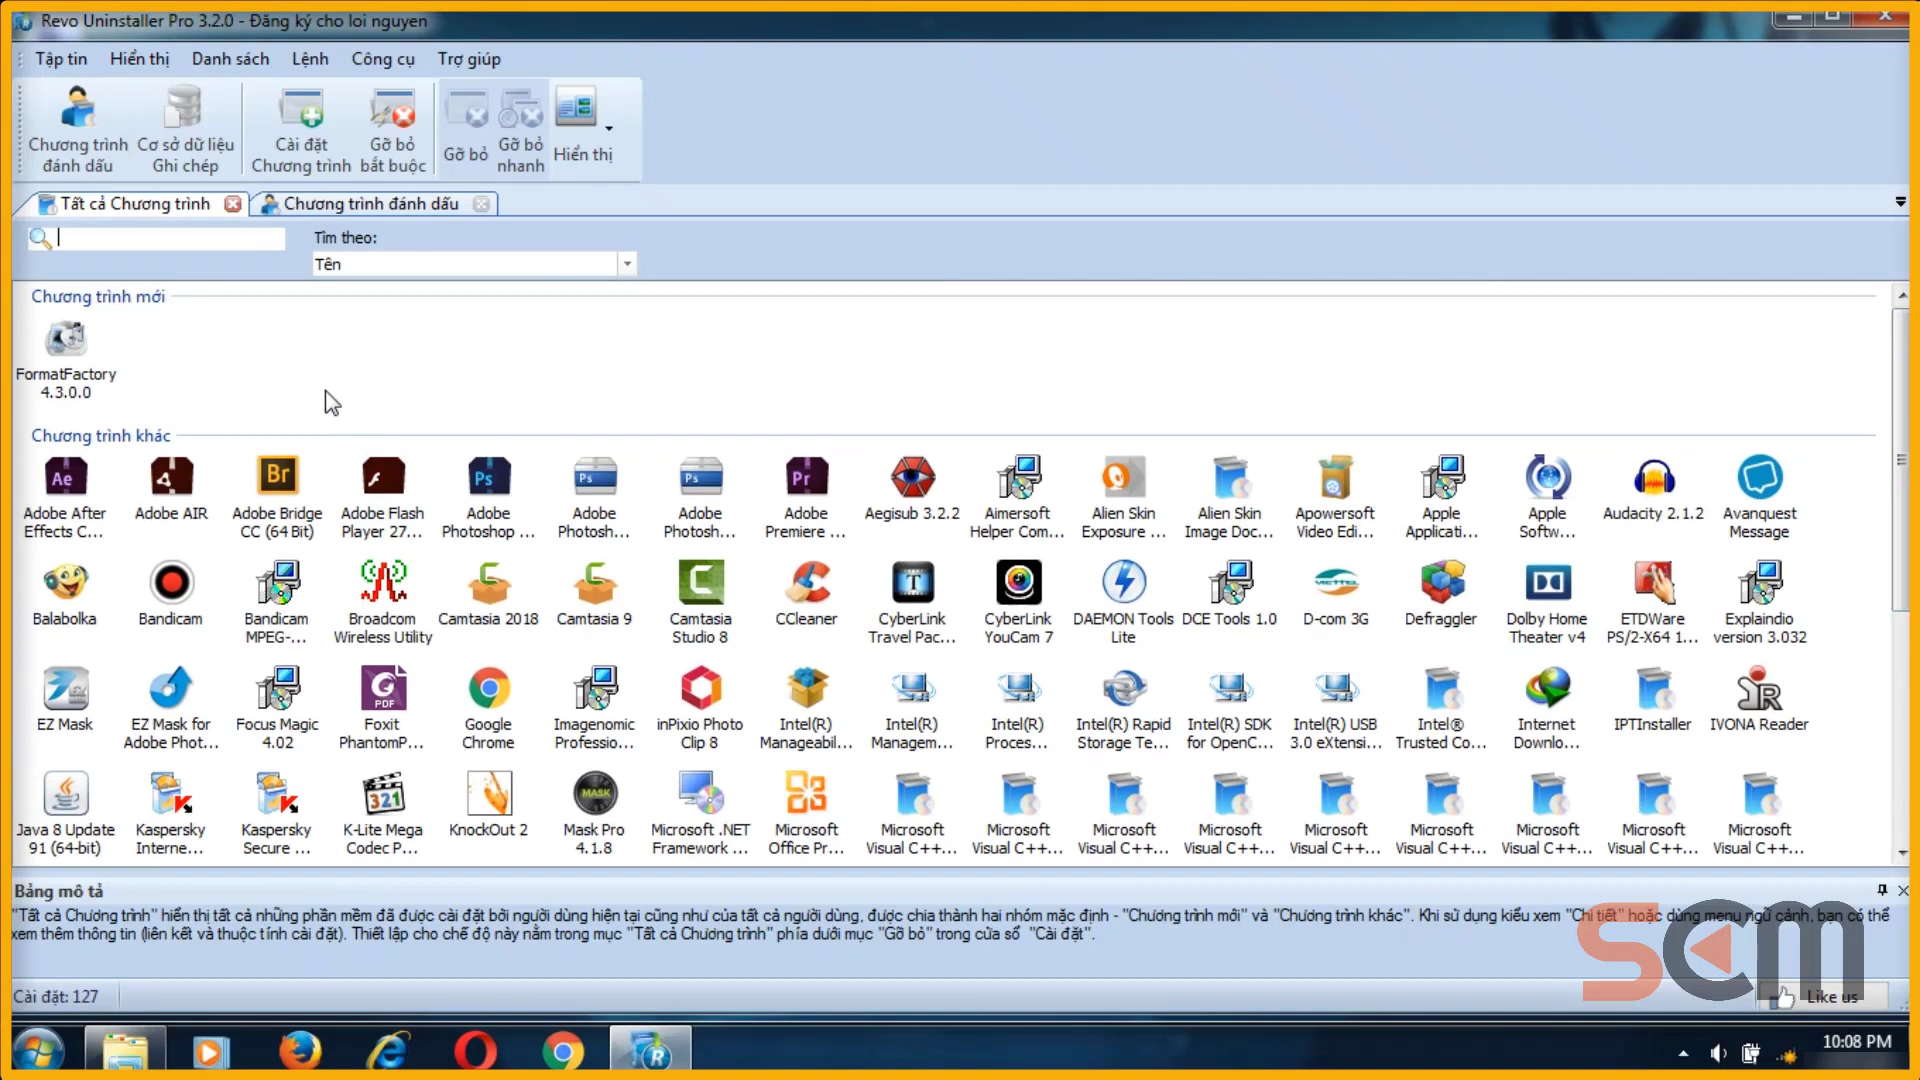 Revo Uninstaller Pro 3.2.0 - Đăng ký cho loi nguyen
Tập tin Hiển thị Danh sách Lệnh Công cụ Trợ giúp
Chương trình đánh dấu
Cơ sở dữ liệu Ghi chép
Cài đặt Chương trình
Gỡ bỏ bắt buộc
Gỡ bỏ
Gỡ bỏ nhanh
Hiển thị
Tất cả Chương trình Chương trình đánh dấu
Tìm theo:
Tên
Chương trình mới
FormatFactory
4.3.0.0
Chương trình khác
Ae Br Ps Ps Ps Pr
Adobe After Adobe AIR Adobe Bridge Adobe Flash Adobe Adobe Adobe Adobe Aegisub 3.2.2 Aimersoft Alien Skin Alien Skin Apowersoft Apple Apple Audacity 2.1.2 Avanquest
Effects C... CC (64 Bit) Player 27... Photoshop ... Photosh... Photosh... Premiere ... Helper Com... Exposure ... Image Doc... Video Edi... Applicati... Softw... Message
Balabolka Bandicam Bandicam Broadcom Camtasia 2018 Camtasia 9 Camtasia CCleaner CyberLink CyberLink DAEMON Tools DCE Tools 1.0 D-com 3G Defraggler Dolby Home ETDWare Explaindio
MPEG-... Wireless Utility Studio 8 Travel Pac... YouCam 7 Lite Theater v4 PS/2-X64 1... version 3.032
EZ Mask EZ Mask for Focus Magic Foxit Google Imagenomic inPixio Photo Intel(R) Intel(R) Intel(R) Intel(R) Rapid Intel(R) SDK Intel(R) USB Intel® Internet IPTInstaller IVONA Reader
Adobe Phot... 4.02 PhantomP... Chrome Professio... Clip 8 Manageabil... Managem... Proces... Storage Te... for OpenC... 3.0 eXtensi... Trusted Co... Downlo...
Java 8 Update Kaspersky Kaspersky K-Lite Mega KnockOut 2 Mask Pro Microsoft .NET Microsoft Microsoft Microsoft Microsoft Microsoft Microsoft Microsoft Microsoft Microsoft Microsoft
91 (64-bit) Interne... Secure ... Codec P... 4.1.8 Framework ... Office Pr... Visual C++... Visual C++... Visual C++... Visual C++... Visual C++... Visual C++... Visual C++... Visual C++... Visual C++...
Bảng mô tả
"Tất cả Chương trình" hiển thị tất cả những phần mềm đã được cài đặt bởi người dùng hiện tại cũng như của tất cả người dùng, được chia thành hai nhóm mặc định - "Chương trình mới" và "Chương trình khác". Khi sử dụng kiểu xem "Chi tiết" hoặc dùng menu ngữ cảnh, bạn có thể
xem thêm thông tin (liên kết và thuộc tính cài đặt). Thiết lập cho chế độ này nằm trong mục "Tất cả Chương trình" phía dưới mục "Gỡ bỏ" trong cửa sổ "Cài đặt".
SCM
Cài đặt: 127
Like us
10:08 PM